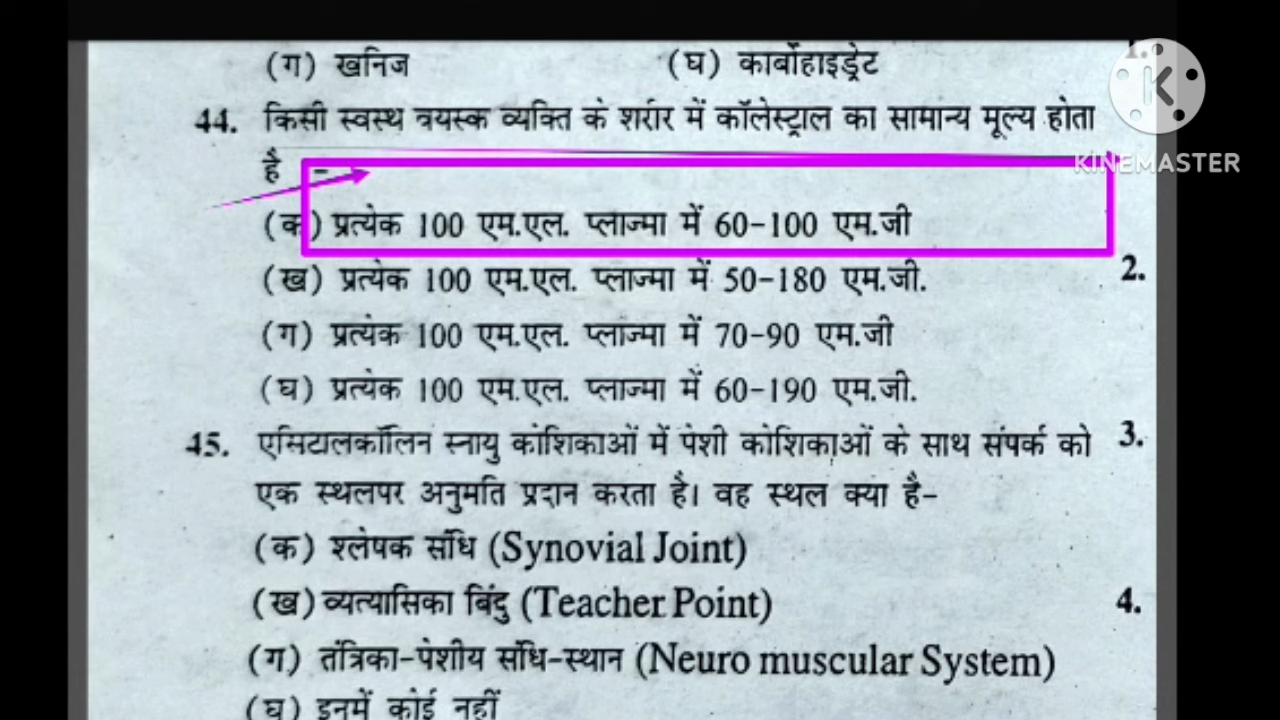 (ग) खनिज (घ) कार्बोहाइड्रेट
1.
44. किसी स्वस्थ वयस्क व्यक्ति के शरीर में कॉलेस्ट्राल का सामान्य मूल्य होता
है -
KINEMASTER
(क) प्रत्येक 100 एम.एल. प्लाज्मा में 60-100 एम.जी
(ख) प्रत्येक 100 एम.एल. प्लाज्मा में 50-180 एम.जी.
2.
(ग) प्रत्येक 100 एम.एल. प्लाज्मा में 70-90 एम.जी
(घ) प्रत्येक 100 एम.एल. प्लाज्मा में 60-190 एम.जी.
45. एसिटालकॉलिन स्नायु कोशिकाओं में पेशी कोशिकाओं के साथ संपर्क को
3.
एक स्थलपर अनुमति प्रदान करता है। वह स्थल क्या है-
(क) श्लेषक संधि (Synovial Joint)
(ख) व्यत्यासिका बिंदु (Teacher Point)
4.
(ग) तंत्रिका-पेशीय संधि-स्थान (Neuro muscular System)
(घ) इनमें कोई नहीं